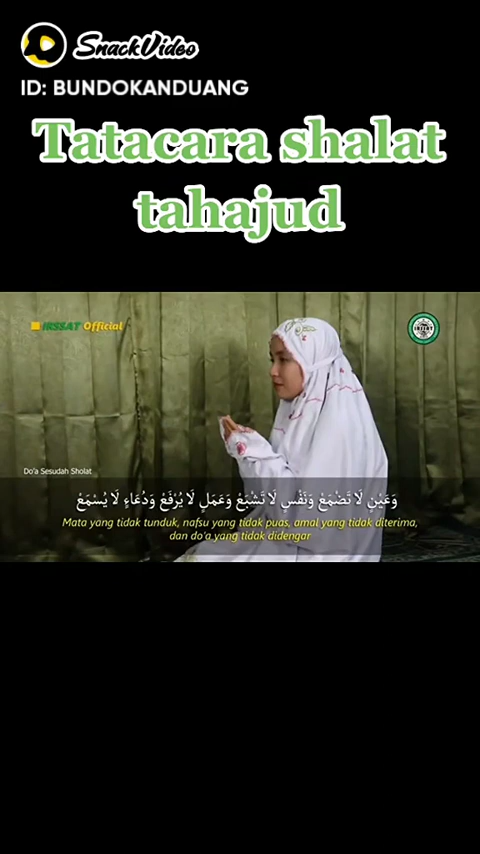 SnackVideo
ID: BUNDOKANDUANG
Tatacara shalat
tahajud
IRSSAT Official
Do'a Sesudah Sholat
وَعَيْنٍ لَا تَضْمَعْ وَنَفْسٍ لَا تَشْبَعْ وَعَمَلٍ لَا يُرْفَعْ وَدُعَاءٍ لَا يُسْمَعْ
Mata yang tidak tunduk, nafsu yang tidak puas, amal yang tidak diterima,
dan do'a yang tidak didengar